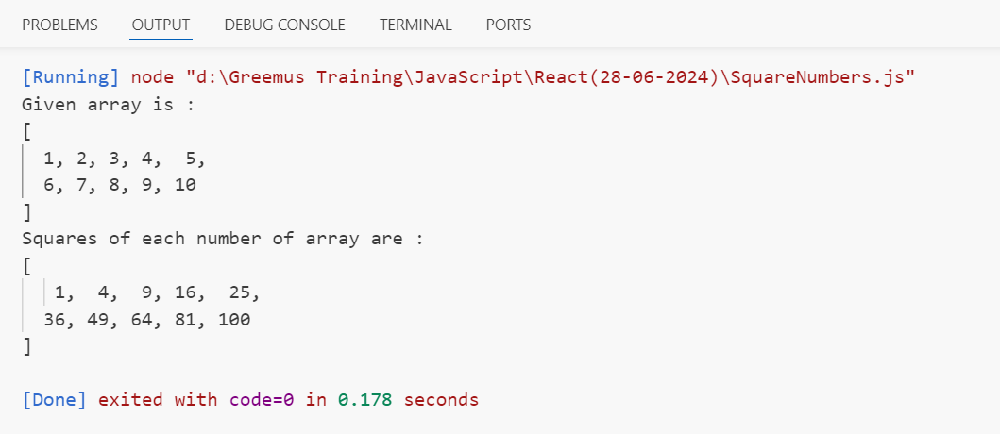 PROBLEMS OUTPUT DEBUG CONSOLE TERMINAL PORTS
[Running] node "d:\Greemus Training\JavaScript\React(28-06-2024)\SquareNumbers.js"
Given array is :
[
  1, 2, 3, 4,  5,
  6, 7, 8, 9, 10
]
Squares of each number of array are :
[
   1,  4,  9, 16,  25,
  36, 49, 64, 81, 100
]
[Done] exited with code=0 in 0.178 seconds